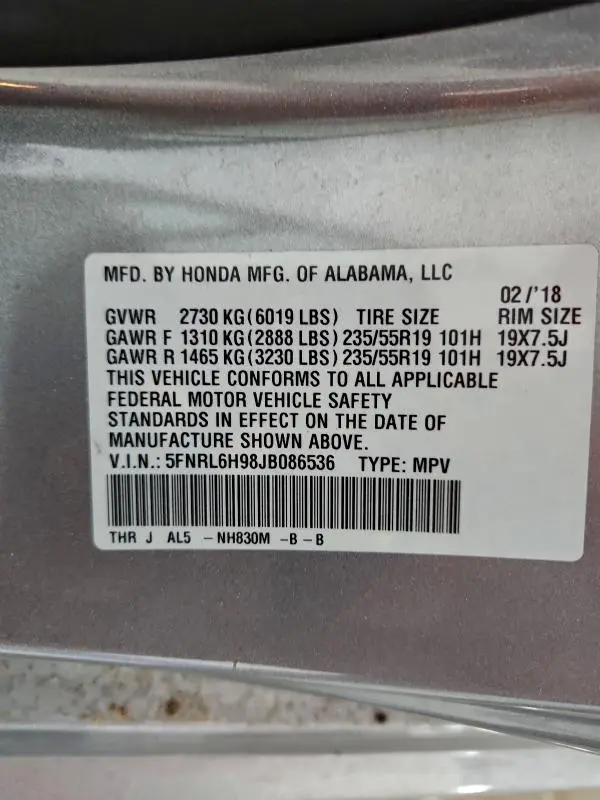 MFD. BY HONDA MFG. OF ALABAMA, LLC
02/'18
GVWR 2730 KG(6019 LBS) TIRE SIZE RIM SIZE
GAWR F 1310 KG(2888 LBS) 235/55R19 101H 19X7.5J
GAWR R 1465 KG(3230 LBS) 235/55R19 101H 19X7.5J
THIS VEHICLE CONFORMS TO ALL APPLICABLE
FEDERAL MOTOR VEHICLE SAFETY
STANDARDS IN EFFECT ON THE DATE OF
MANUFACTURE SHOWN ABOVE.
V.I.N.: 5FNRL6H98JB086536 TYPE: MPV
THR J AL5 -NH830M -B-B